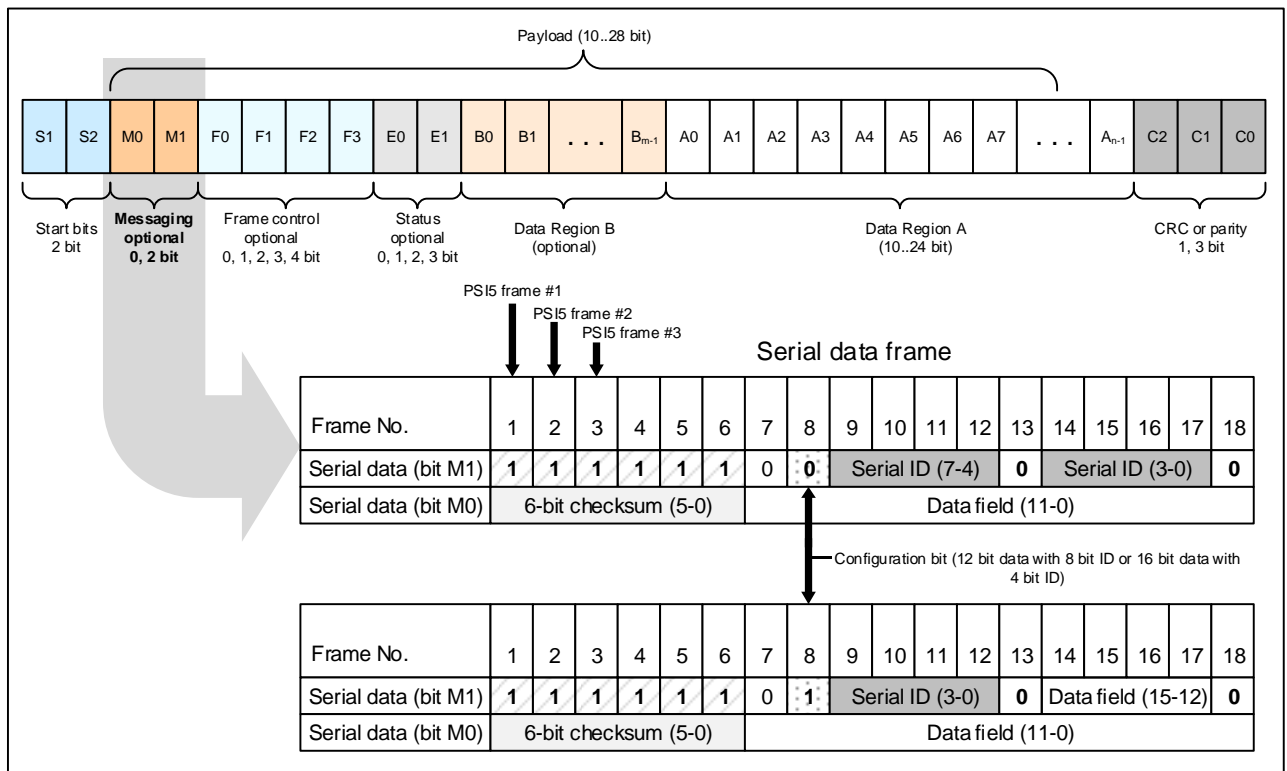 Payload (10..28 bit)
S1 S2 M0 M1 F0 F1 F2 F3 E0 E1 B0 B1 . . . Bm-1 A0 A1 A2 A3 A4 A5 A6 A7 . . . An-1 C2 C1 C0
Start bits
2 bit
Messaging
optional
0, 2 bit
Frame control
optional
0, 1, 2, 3, 4 bit
Status
optional
0, 1, 2, 3 bit
Data Region B
(optional)
Data Region A
(10..24 bit)
CRC or parity
1, 3 bit
PSI5 frame #1
PSI5 frame #2
PSI5 frame #3
Serial data frame
Frame No. 1 2 3 4 5 6 7 8 9 10 11 12 13 14 15 16 17 18
Serial data (bit M1) 1 1 1 1 1 1 0 0 Serial ID (7-4) 0 Serial ID (3-0) 0
Serial data (bit M0) 6-bit checksum (5-0) Data field (11-0)
Configuration bit (12 bit data with 8 bit ID or 16 bit data with
4 bit ID)
Frame No. 1 2 3 4 5 6 7 8 9 10 11 12 13 14 15 16 17 18
Serial data (bit M1) 1 1 1 1 1 1 0 1 Serial ID (3-0) 0 Data field (15-12) 0
Serial data (bit M0) 6-bit checksum (5-0) Data field (11-0)